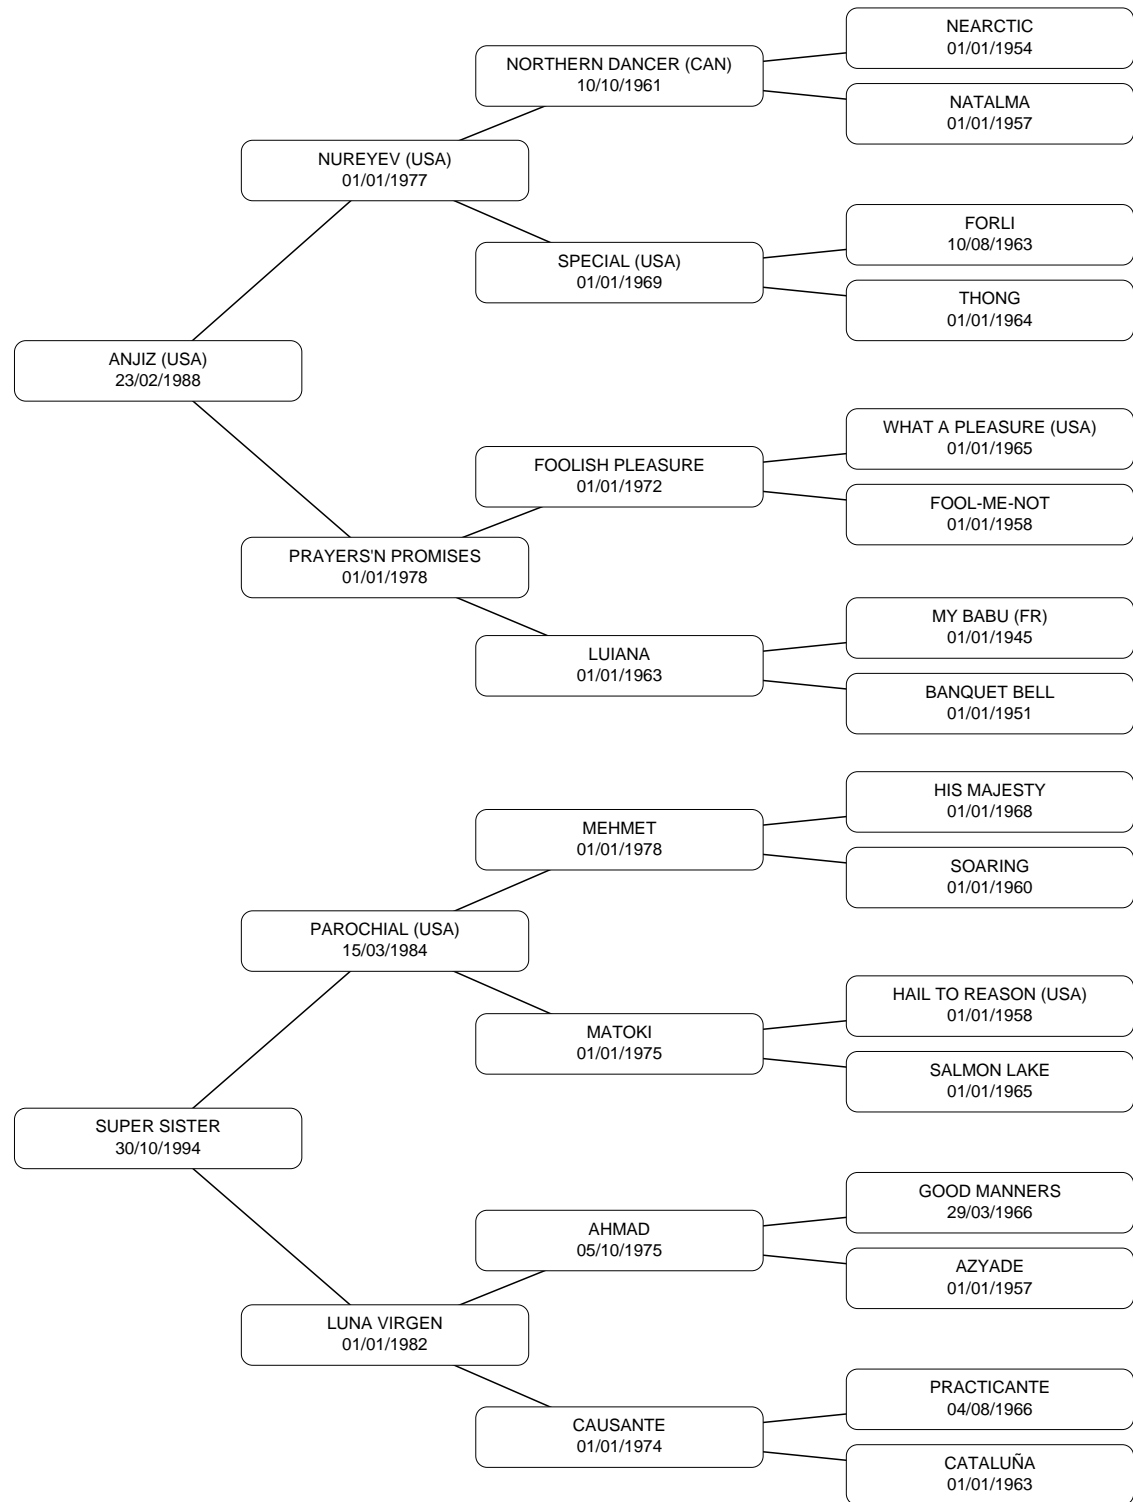 NEARCTIC
01/01/1954
NORTHERN DANCER (CAN)
10/10/1961
NATALMA
01/01/1957
NUREYEV (USA)
01/01/1977
FORLI
10/08/1963
SPECIAL (USA)
01/01/1969
THONG
01/01/1964
ANJIZ (USA)
23/02/1988
WHAT A PLEASURE (USA)
01/01/1965
FOOLISH PLEASURE
01/01/1972
FOOL-ME-NOT
01/01/1958
PRAYERS'N PROMISES
01/01/1978
MY BABU (FR)
01/01/1945
LUIANA
01/01/1963
BANQUET BELL
01/01/1951
HIS MAJESTY
01/01/1968
MEHMET
01/01/1978
SOARING
01/01/1960
PAROCHIAL (USA)
15/03/1984
HAIL TO REASON (USA)
01/01/1958
MATOKI
01/01/1975
SALMON LAKE
01/01/1965
SUPER SISTER
30/10/1994
GOOD MANNERS
29/03/1966
AHMAD
05/10/1975
AZYADE
01/01/1957
LUNA VIRGEN
01/01/1982
PRACTICANTE
04/08/1966
CAUSANTE
01/01/1974
CATALUÑA
01/01/1963